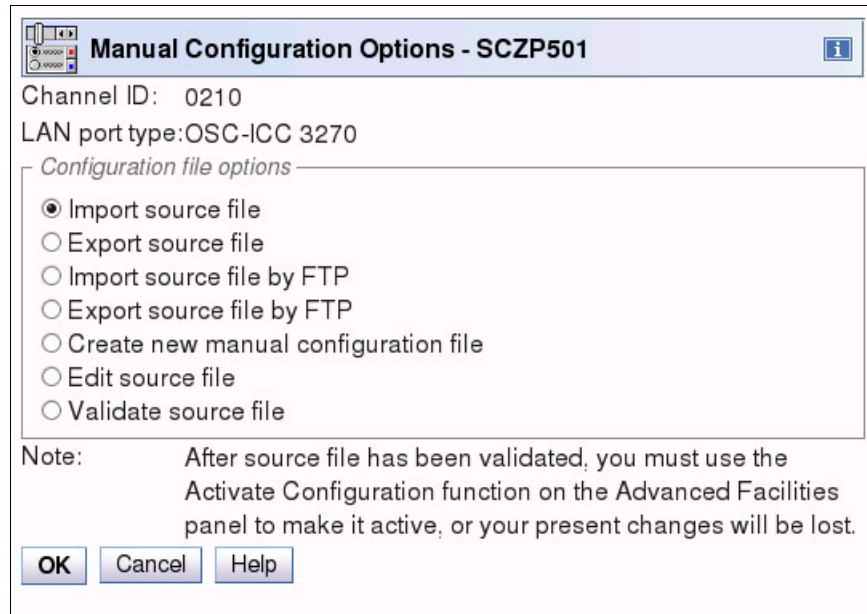 Manual Configuration Options - SCZP501
i
Channel ID: 0210
LAN port type:OSC-ICC 3270
Configuration file options
Import source file
Export source file
Import source file by FTP
Export source file by FTP
Create new manual configuration file
Edit source file
Validate source file
Note: After source file has been validated, you must use the
Activate Configuration function on the Advanced Facilities
panel to make it active, or your present changes will be lost.
OK Cancel Help